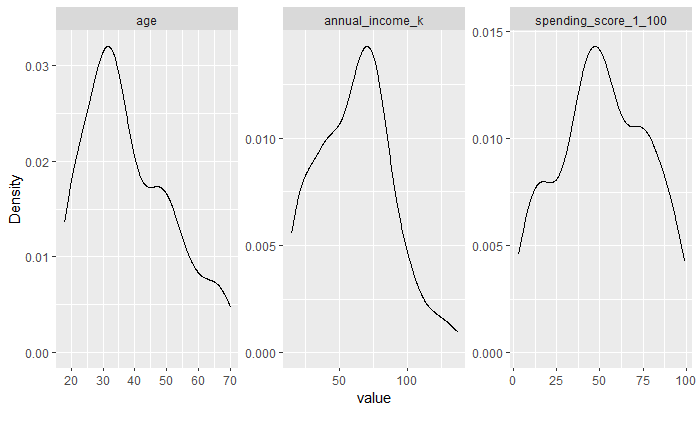 age
annual_income_k
spending_score_1_100
Density
0.03
0.02
0.01
0.00
0.010
0.005
0.000
0.015
0.010
0.005
0.000
20 30 40 50 60 70
50 100
0 25 50 75 100
value